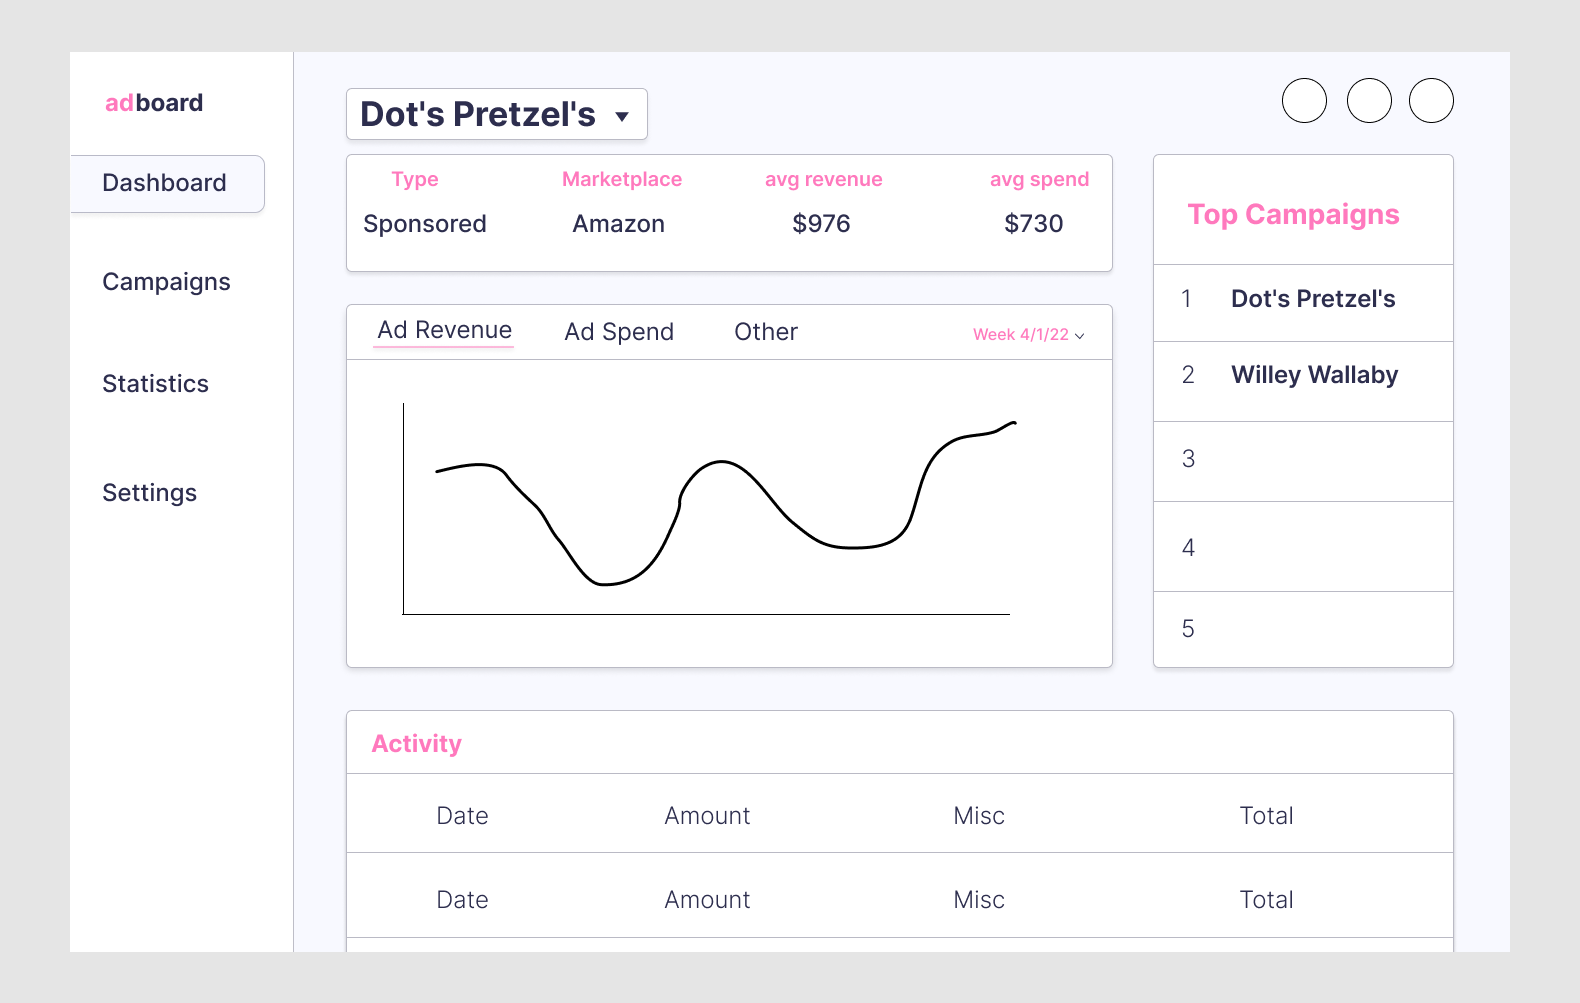 adboard
Dashboard
Campaigns
Statistics
Settings
Dot's Pretzel's
Type Marketplace avg revenue avg spend
Sponsored Amazon $976 $730
Ad Revenue Ad Spend Other Week 4/1/22
Top Campaigns
1 Dot's Pretzel's
2 Willey Wallaby
3
4
5
Activity
Date Amount Misc Total
Date Amount Misc Total